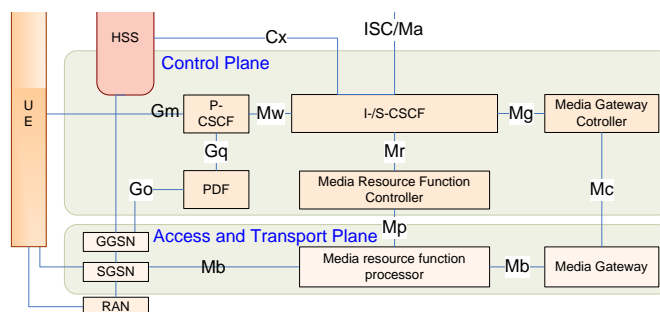 HSS
Cx
ISC/Ma
Control Plane
U
E
Gm
P-
CSCF
Mw
I-/S-CSCF
Mg
Media Gateway
Cotroller
Gq
Mr
Go
PDF
Media Resource Function
Controller
Mc
GGSN
Access and Transport Plane
Mp
SGSN
Mb
Media resource function
processor
Mb
Media Gateway
RAN